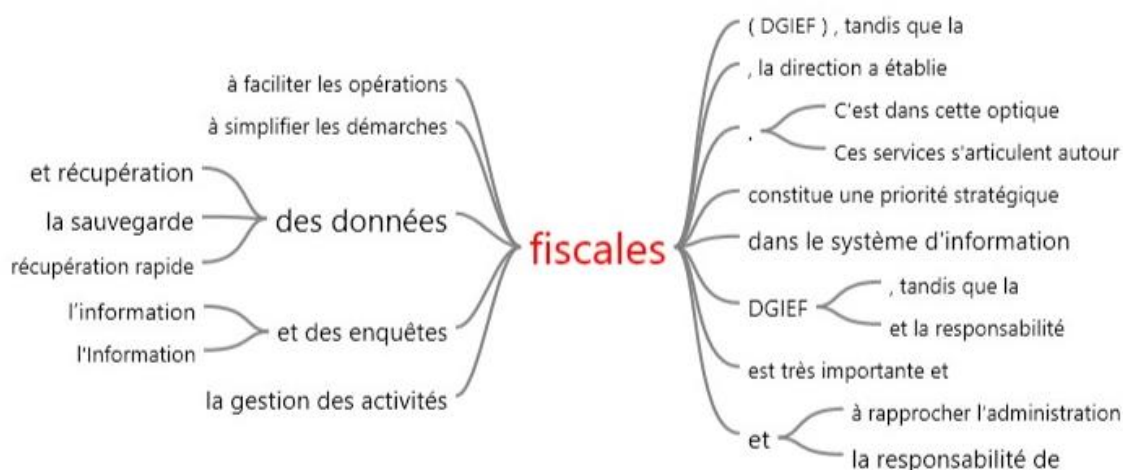 à faciliter les opérations
à simplifier les démarches
et récupération
la sauvegarde
récupération rapide
des données
l'information
l'Information
et des enquêtes
la gestion des activités
fiscales
( DGIEF ) , tandis que la
, la direction a établie
.
C'est dans cette optique
Ces services s'articulent autour
constitue une priorité stratégique
dans le système d'information
DGIEF
, tandis que la
et la responsabilité
est très importante et
et
à rapprocher l'administration
la responsabilité de